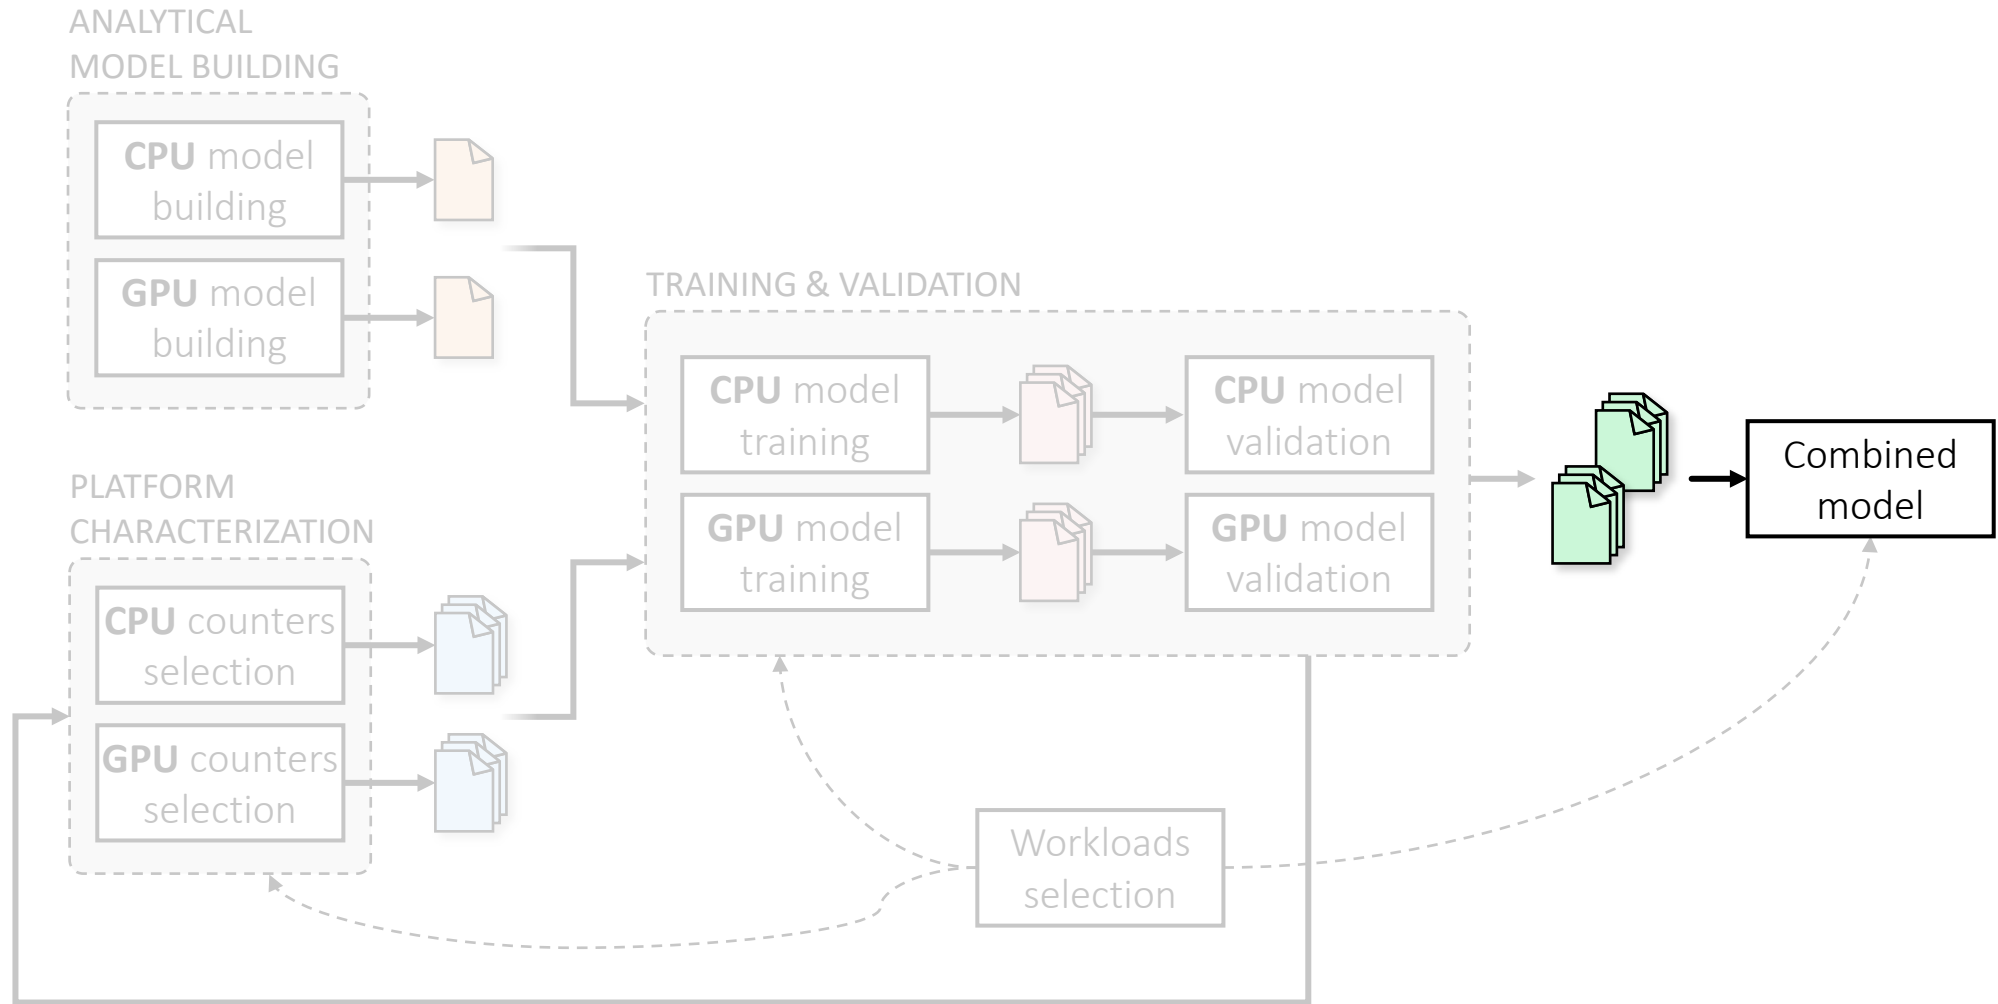 ANALYTICAL
MODEL BUILDING
CPU model
building
GPU model
building
TRAINING & VALIDATION
CPU model
training
CPU model
validation
GPU model
training
GPU model
validation
Combined
model
PLATFORM
CHARACTERIZATION
CPU counters
selection
GPU counters
selection
Workloads
selection